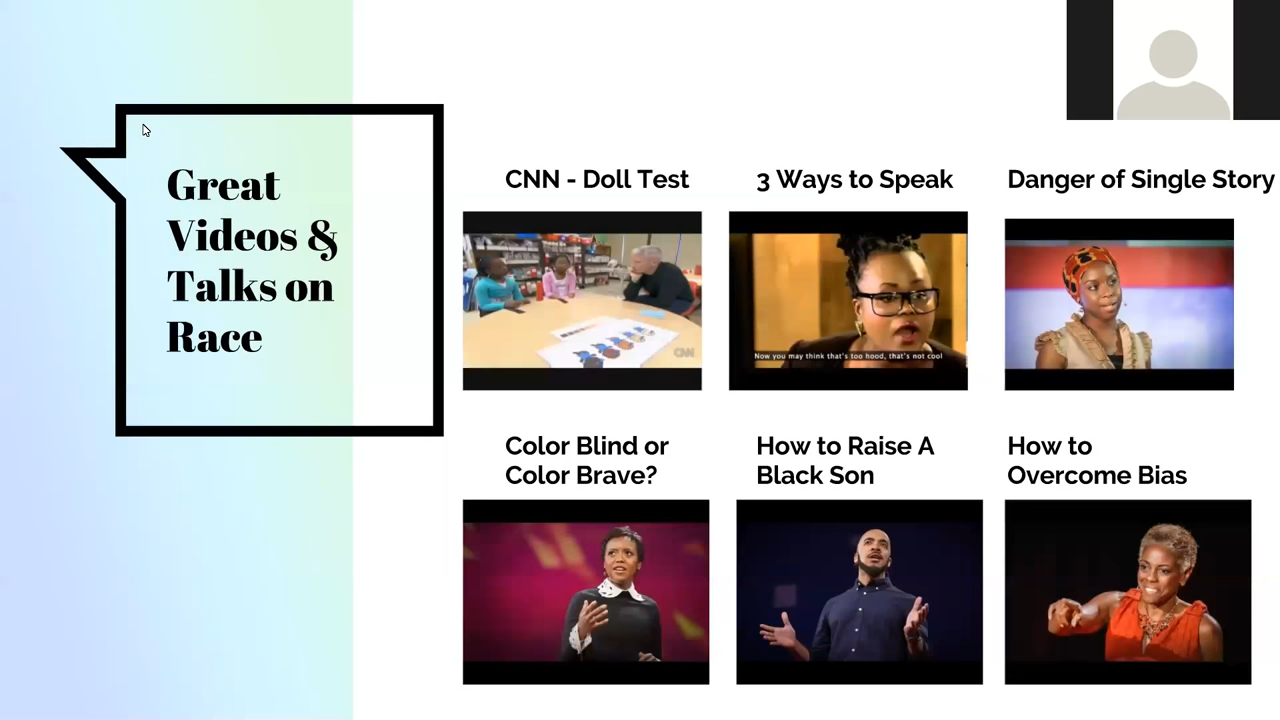 Great
Videos &
Talks on
Race
CNN - Doll Test
3 Ways to Speak
Danger of Single Story
CNN
Now you may think that's too hood, that's not cool
Color Blind or
Color Brave?
How to Raise A
Black Son
How to
Overcome Bias